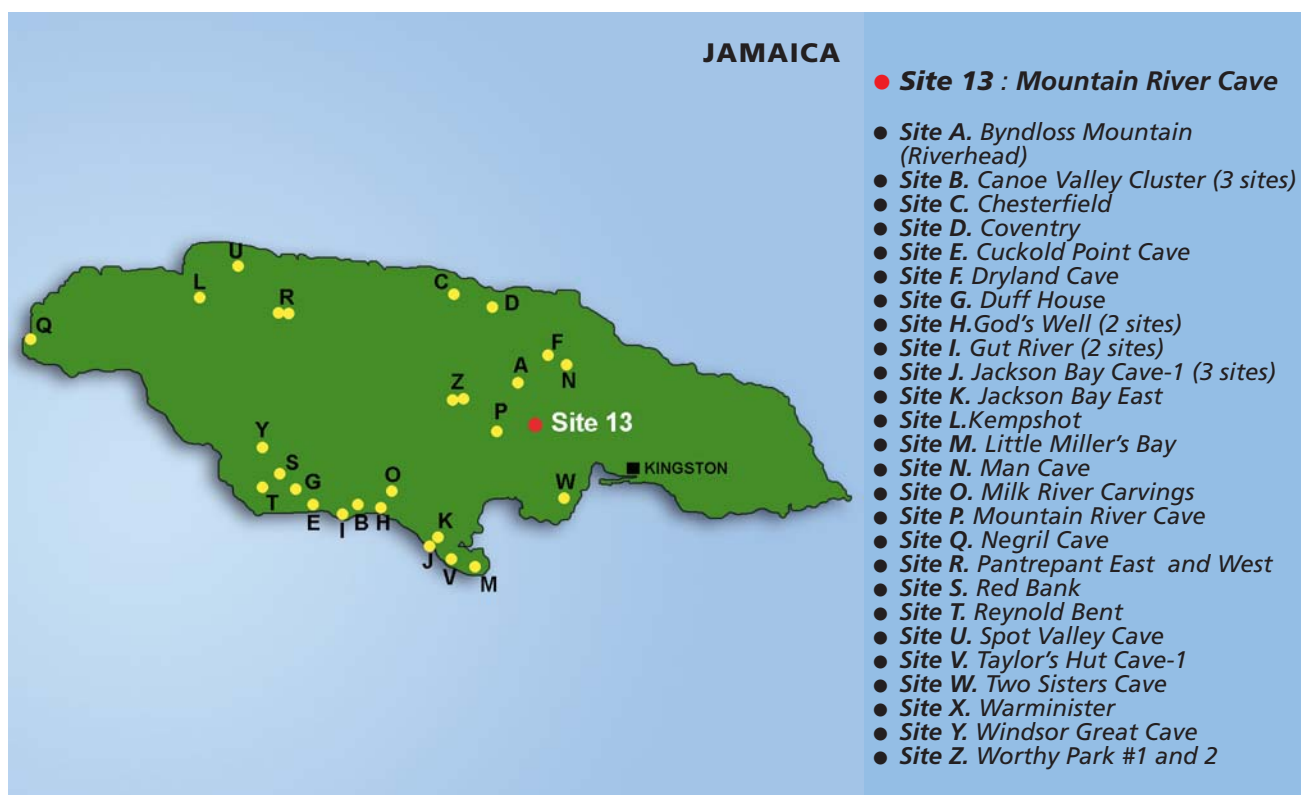 JAMAICA
Site 13 : Mountain River Cave
Site A. Byndloss Mountain
(Riverhead)
Site B. Canoe Valley Cluster (3 sites)
Site C. Chesterfield
Site D. Coventry
Site E. Cuckold Point Cave
Site F. Dryland Cave
Site G. Duff House
Site H.God's Well (2 sites)
Site I. Gut River (2 sites)
Site J. Jackson Bay Cave-1 (3 sites)
Site K. Jackson Bay East
Site L.Kempshot
Site M. Little Miller's Bay
Site N. Man Cave
Site O. Milk River Carvings
Site P. Mountain River Cave
Site Q. Negril Cave
Site R. Pantrepant East and West
Site S. Red Bank
Site T. Reynold Bent
Site U. Spot Valley Cave
Site V. Taylor's Hut Cave-1
Site W. Two Sisters Cave
Site X. Warminister
Site Y. Windsor Great Cave
Site Z. Worthy Park #1 and 2
U
L
R
C
D
Q
F
A
N
Z
P
Site 13
Y
S
KINGSTON
O
G
W
T
E
I
B
H
K
J
V
M